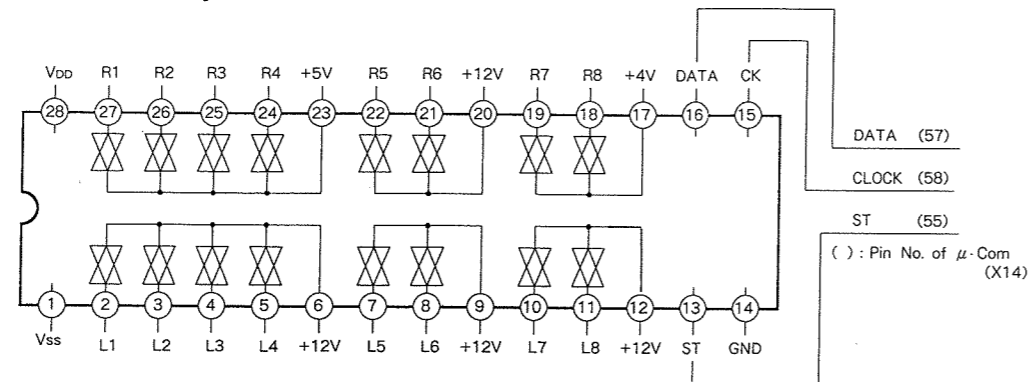 VDD R1 R2 R3 R4 +5V R5 R6 +12V R7 R8 +4V DATA CK
28 27 26 25 24 23 22 21 20 19 18 17 16 15
DATA (57)
CLOCK (58)
ST (55)
( ) : Pin No. of μ-Com
(X14)
1 2 3 4 5 6 7 8 9 10 11 12 13 14
Vss L1 L2 L3 L4 +12V L5 L6 +12V L7 L8 +12V ST GND